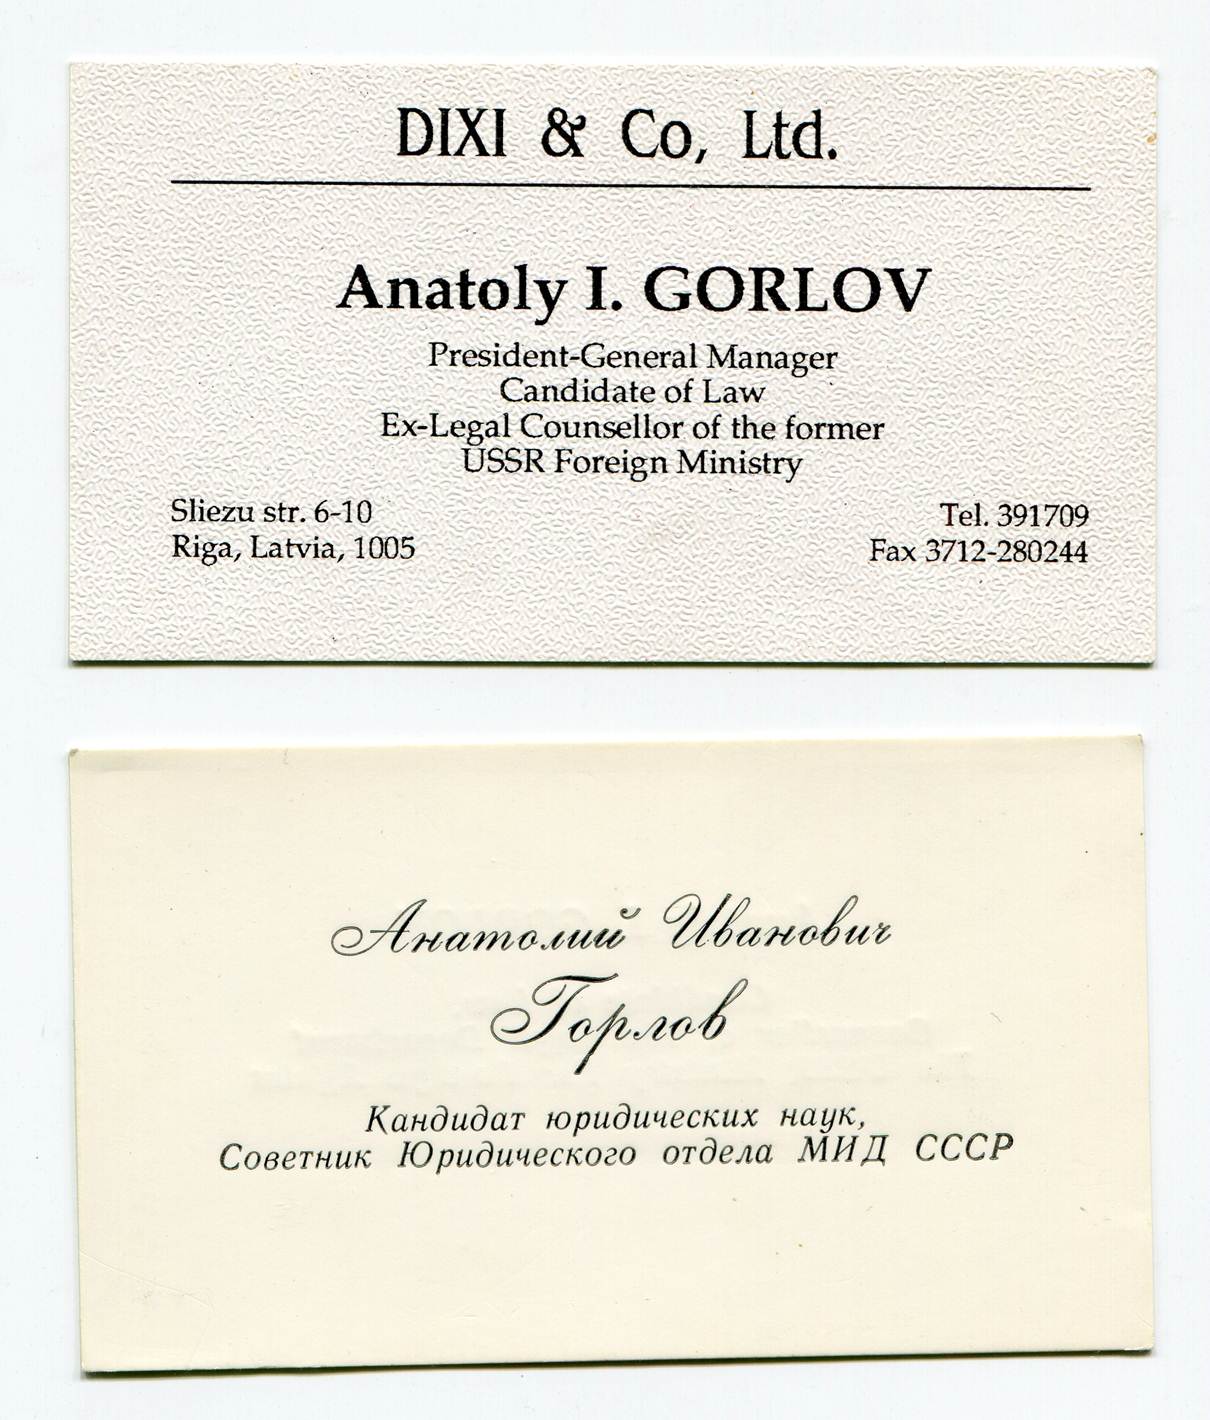 DIXI & Co, Ltd.
Anatoly I. GORLOV
President-General Manager
Candidate of Law
Ex-Legal Counsellor of the former
USSR Foreign Ministry
Sliezu str. 6-10
Riga, Latvia, 1005
Tel. 391709
Fax 3712-280244
Анатолий Иванович
Горлов
Кандидат юридических наук,
Советник Юридического отдела МИД СССР